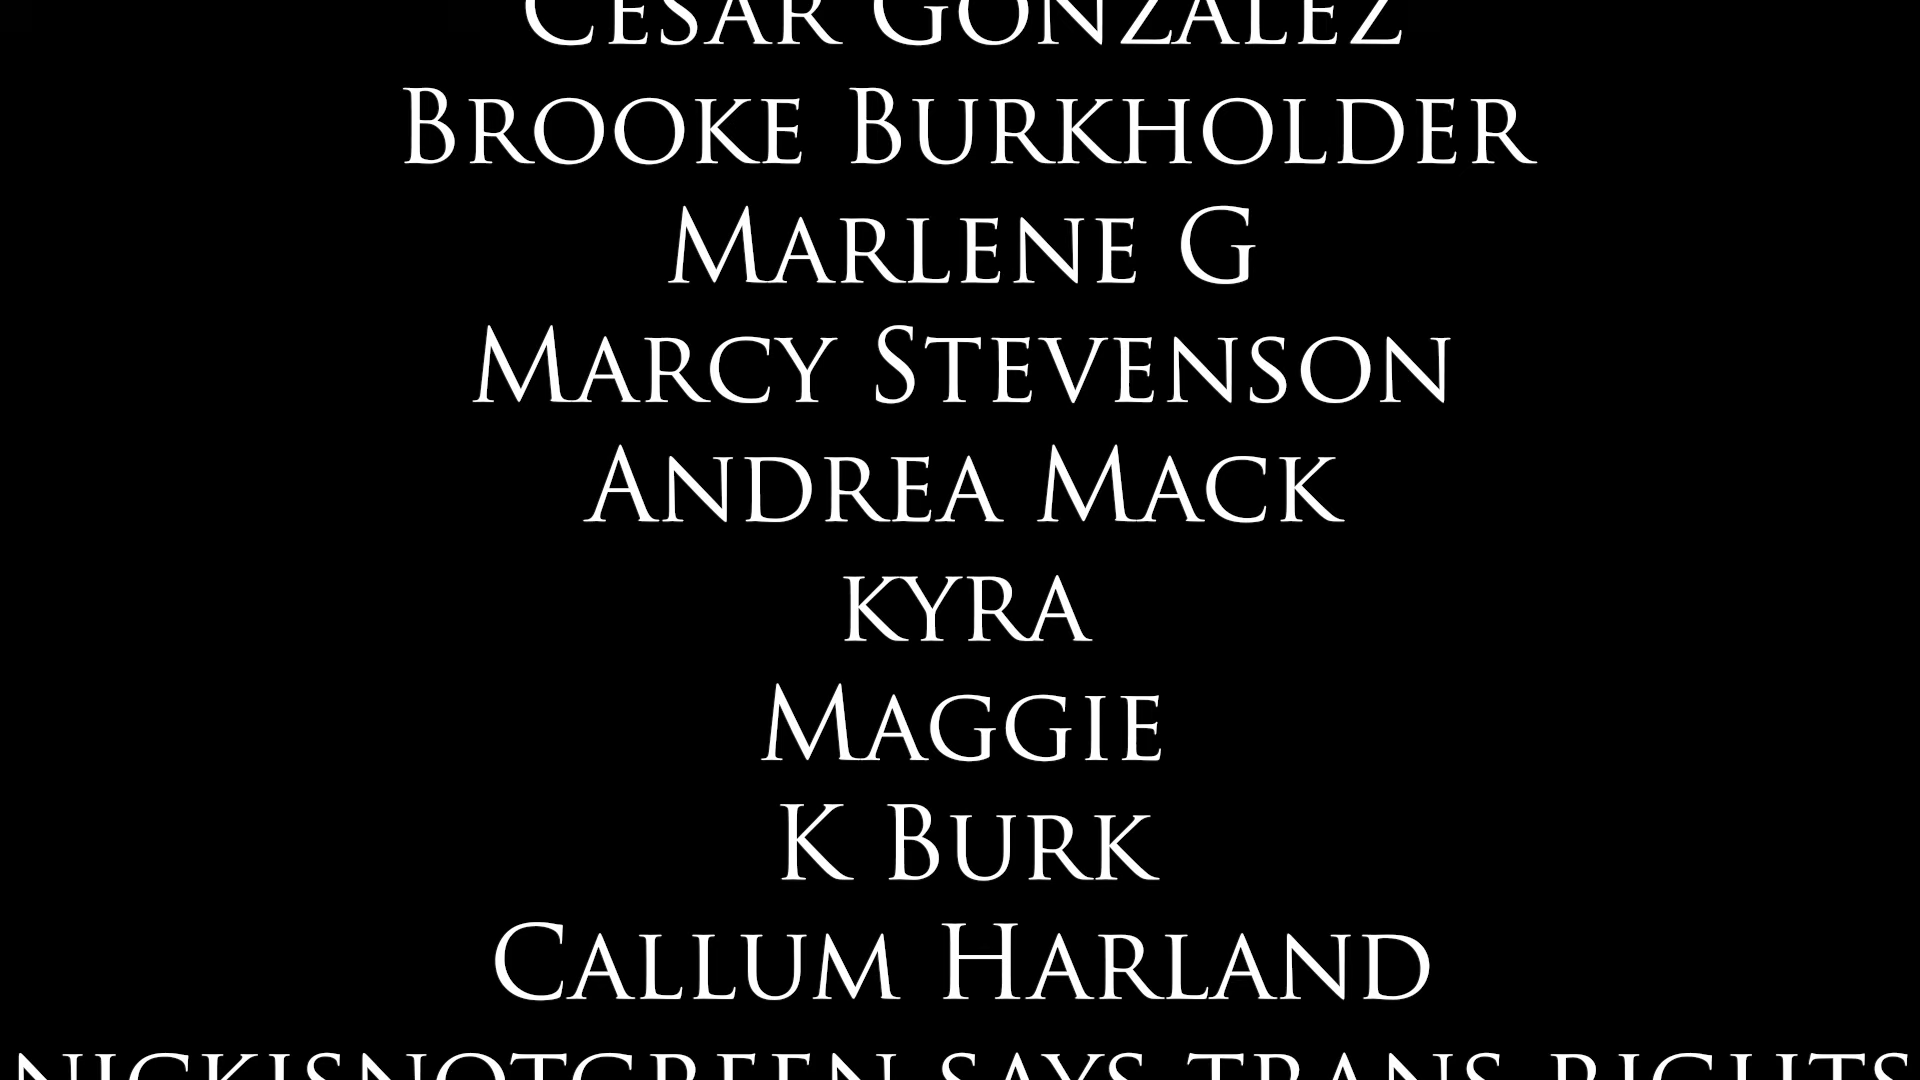 Cesar Gonzalez
Brooke Burkholder
Marlene G
Marcy Stevenson
Andrea Mack
kyra
Maggie
K Burk
Callum Harland
nickisnotgreen says trans rights